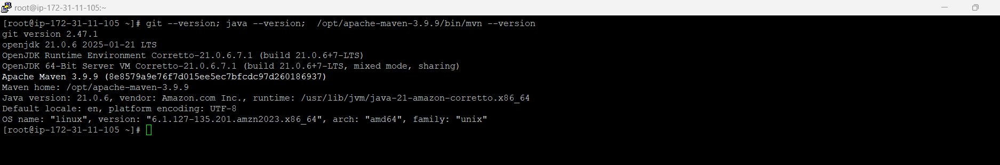 root@ip-172-31-11-105:~
[root@ip-172-31-11-105 ~]# git --version; java --version;  /opt/apache-maven-3.9.9/bin/mvn --version
git version 2.47.1
openjdk 21.0.6 2025-01-21 LTS
OpenJDK Runtime Environment Corretto-21.0.6.7.1 (build 21.0.6+7-LTS)
OpenJDK 64-Bit Server VM Corretto-21.0.6.7.1 (build 21.0.6+7-LTS, mixed mode, sharing)
Apache Maven 3.9.9 (8e8579a9e76f7d015ee5ec7bfcdc97d260186937)
Maven home: /opt/apache-maven-3.9.9
Java version: 21.0.6, vendor: Amazon.com Inc., runtime: /usr/lib/jvm/java-21-amazon-corretto.x86_64
Default locale: en, platform encoding: UTF-8
OS name: "linux", version: "6.1.127-135.201.amzn2023.x86_64", arch: "amd64", family: "unix"
[root@ip-172-31-11-105 ~]#